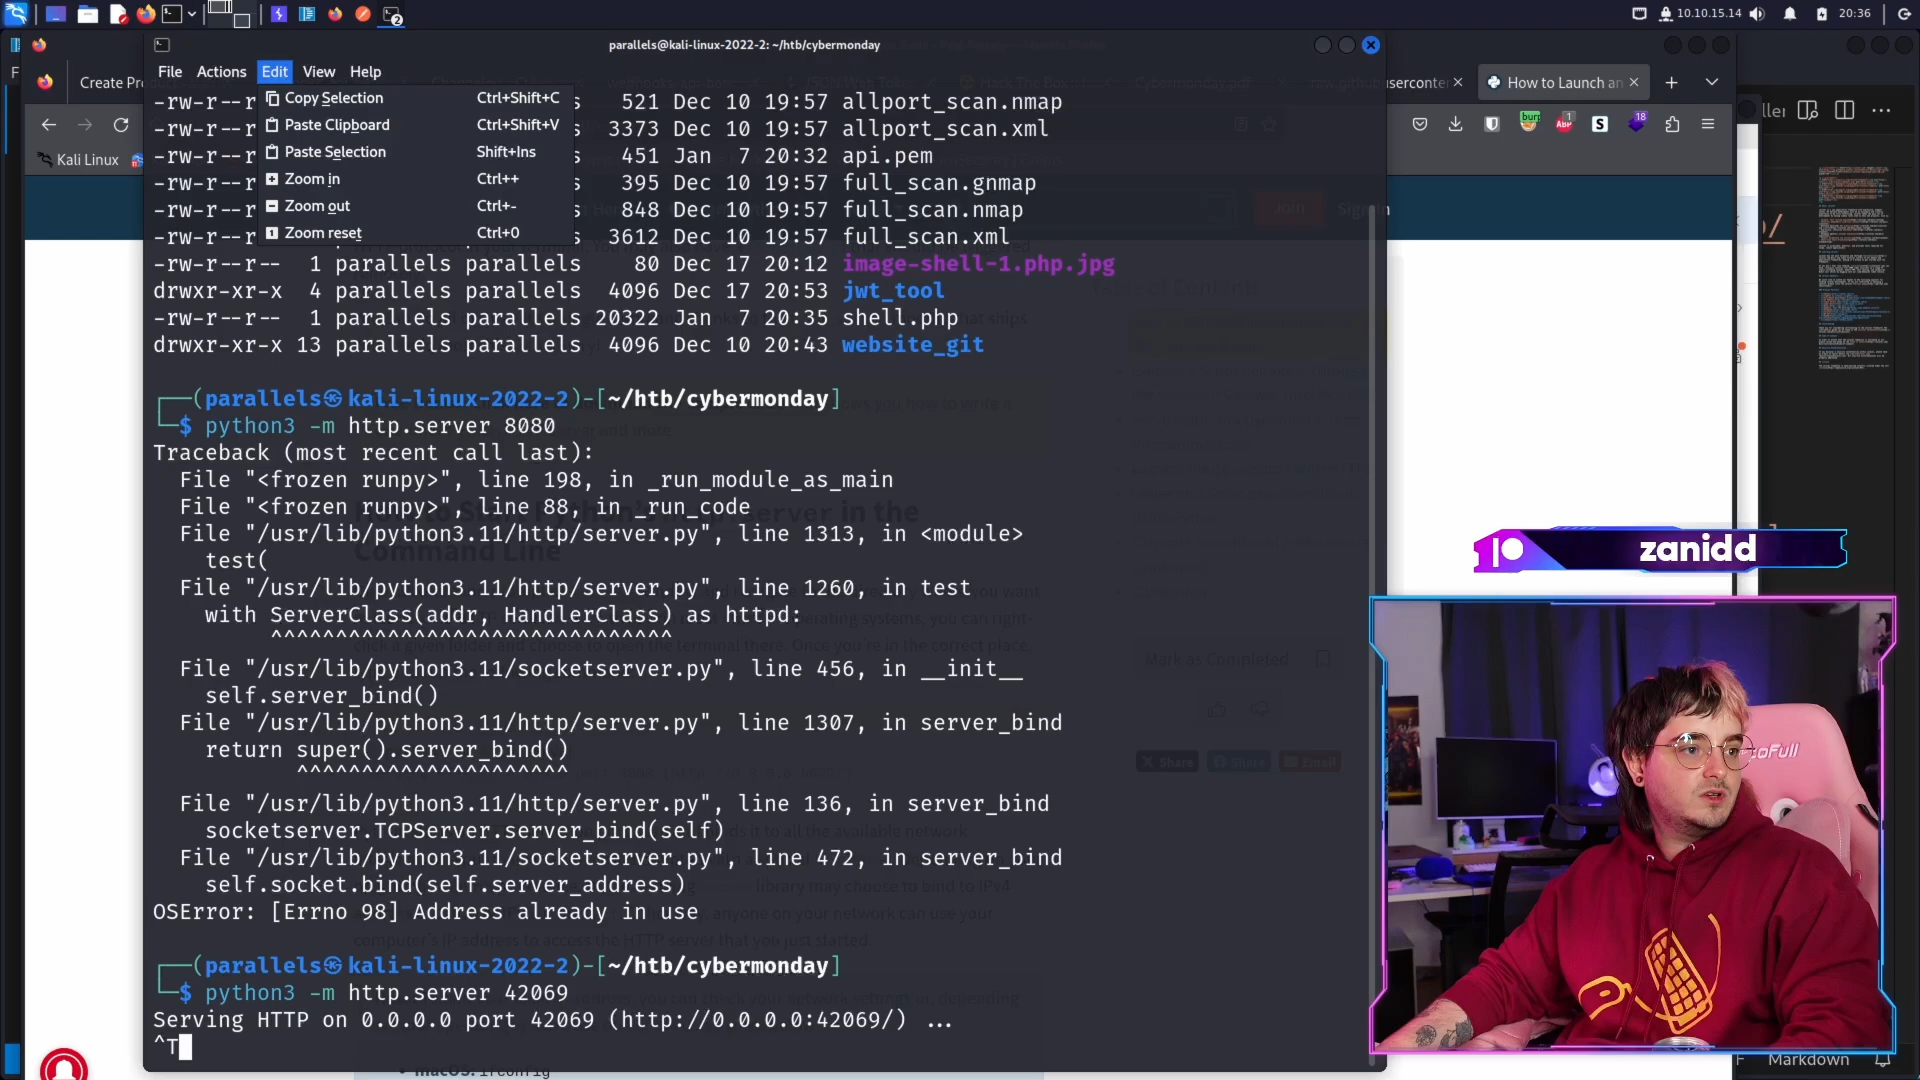 2
10.10.15.14
20:36
parallels@kali-linux-2022-2: ~/htb/cybermonday
File Actions Edit View Help
Create Pro
How to Launch an
Kali Linux
Copy Selection Ctrl+Shift+C
Paste Clipboard Ctrl+Shift+V
Paste Selection Shift+Ins
Zoom in Ctrl++
Zoom out Ctrl+-
Zoom reset Ctrl+0
-rw-r--r s 521 Dec 10 19:57 allport_scan.nmap
-rw-r--r s 3373 Dec 10 19:57 allport_scan.xml
-rw-r--r s 451 Jan 7 20:32 api.pem
-rw-r--r s 395 Dec 10 19:57 full_scan.gnmap
-rw-r--r s 848 Dec 10 19:57 full_scan.nmap
-rw-r--r s 3612 Dec 10 19:57 full_scan.xml
-rw-r--r-- 1 parallels parallels 80 Dec 17 20:12 image-shell-1.php.jpg
drwxr-xr-x 4 parallels parallels 4096 Dec 17 20:53 jwt_tool
-rw-r--r-- 1 parallels parallels 20322 Jan 7 20:35 shell.php
drwxr-xr-x 13 parallels parallels 4096 Dec 10 20:43 website_git
┌──(parallels㉿kali-linux-2022-2)-[~/htb/cybermonday]
└─$ python3 -m http.server 8080
Traceback (most recent call last):
File "<frozen runpy>", line 198, in _run_module_as_main
File "<frozen runpy>", line 88, in _run_code
File "/usr/lib/python3.11/http/server.py", line 1313, in <module>
test(
File "/usr/lib/python3.11/http/server.py", line 1260, in test
with ServerClass(addr, HandlerClass) as httpd:
^^^^^^^^^^^^^^^^^^^^^^^^^^^^^^^
File "/usr/lib/python3.11/socketserver.py", line 456, in __init__
self.server_bind()
File "/usr/lib/python3.11/http/server.py", line 1307, in server_bind
return super().server_bind()
^^^^^^^^^^^^^^^^^^^^^
File "/usr/lib/python3.11/http/server.py", line 136, in server_bind
socketserver.TCPServer.server_bind(self)
File "/usr/lib/python3.11/socketserver.py", line 472, in server_bind
self.socket.bind(self.server_address)
OSError: [Errno 98] Address already in use
┌──(parallels㉿kali-linux-2022-2)-[~/htb/cybermonday]
└─$ python3 -m http.server 42069
Serving HTTP on 0.0.0.0 port 42069 (http://0.0.0.0:42069/) ...
^T
Mark as Completed
Share Share Email
zanidd
Markdown